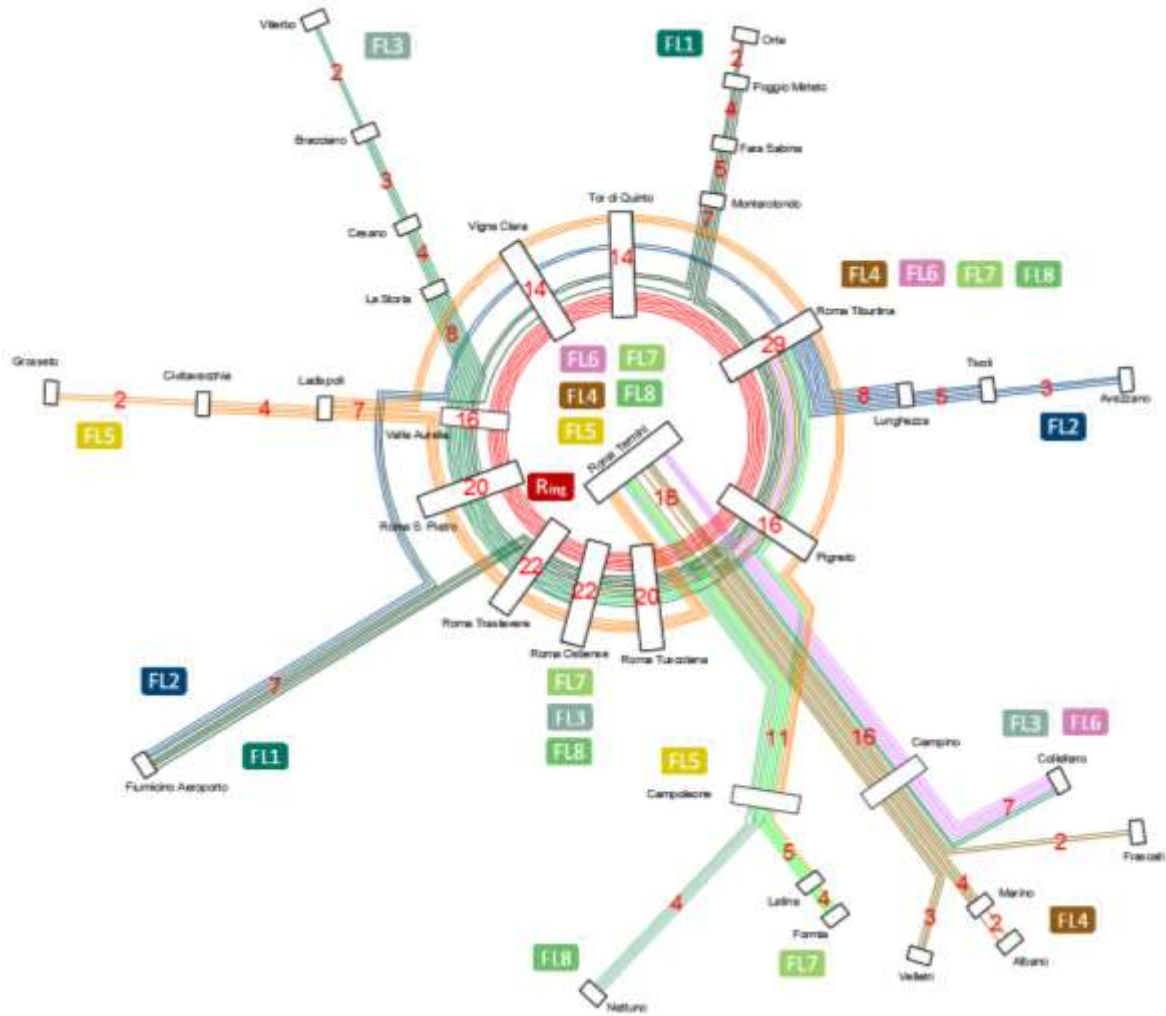 Viterbo
FL3
FL1
Orte
2
2
Poggio Mirteto
4
Bracciano
Fara Sabina
6
3
Monterotondo
7
Tor di Quinto
Cesano
Vigna Clara
4
14
14
FL4
FL6
FL7
FL8
La Storta
Roma Tiburtina
8
29
Grosseto
Civitavecchia
Ladispoli
FL6
FL7
Tivoli
2
4
7
8
5
3
Avezzano
FL5
Valle Aurelia
16
FL4
FL8
Lunghezza
FL2
FL5
Roma Termini
20
Ring
Roma S. Pietro
16
Pigneto
22
22
20
Roma Trastevere
Roma Ostiense
Roma Tuscolana
FL2
7
FL7
FL3
FL8
FL1
Fiumicino Aeroporto
11
FL3
FL6
Ciampino
Colleferro
FL5
Campoleone
7
2
Frascati
5
4
Marino
Latina
4
4
3
2
FL4
Formia
FL8
FL7
Velletri
Albano
Nettuno